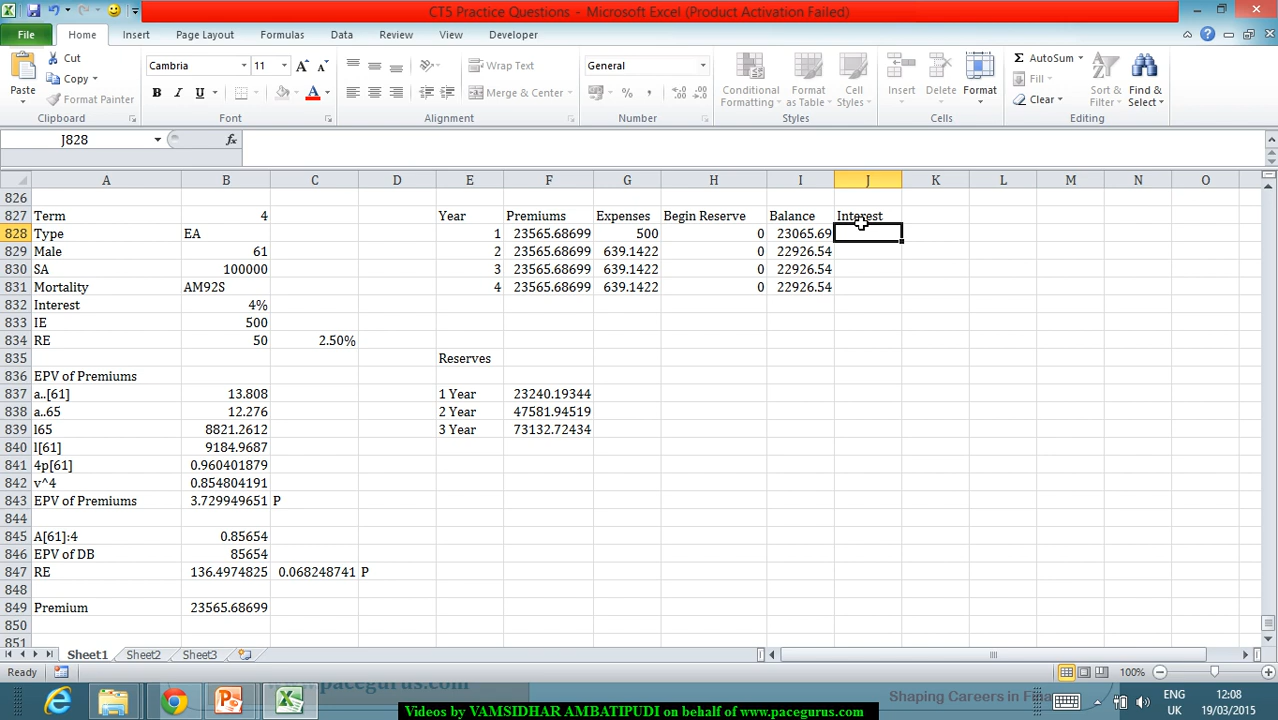 CT5 Practice Questions - Microsoft Excel (Product Activation Failed)
File Home Insert Page Layout Formulas Data Review View Developer
Cut
Copy
Format Painter
Paste
Clipboard
Cambria 11
B I U
Font
Wrap Text
Merge & Center
Alignment
General
Number
Conditional Formatting
Format as Table
Cell Styles
Styles
Insert Delete Format
Cells
AutoSum
Fill
Clear
Sort & Filter
Find & Select
Editing
J828 fx
A B C D E F G H I J K L M N O
826
827 Term 4 Year Premiums Expenses Begin Reserve Balance Interest
828 Type EA 1 23565.68699 500 0 23065.69
829 Male 61 2 23565.68699 639.1422 0 22926.54
830 SA 100000 3 23565.68699 639.1422 0 22926.54
831 Mortality AM92S 4 23565.68699 639.1422 0 22926.54
832 Interest 4%
833 IE 500
834 RE 50 2.50%
835 Reserves
836 EPV of Premiums
837 a..[61] 13.808 1 Year 23240.19344
838 a..65 12.276 2 Year 47581.94519
839 l65 8821.2612 3 Year 73132.72434
840 l[61] 9184.9687
841 4p[61] 0.960401879
842 v^4 0.854804191
843 EPV of Premiums 3.729949651 P
844
845 A[61]:4 0.85654
846 EPV of DB 85654
847 RE 136.4974825 0.068248741 P
848
849 Premium 23565.68699
850
851
Sheet1 Sheet2 Sheet3
Ready 100%
www.pacegurus.com Shaping Careers in Fin
ENG UK
12:08
19/03/2015
Videos by VAMSIDHAR AMBATIPUDI on behalf of www.pacegurus.com